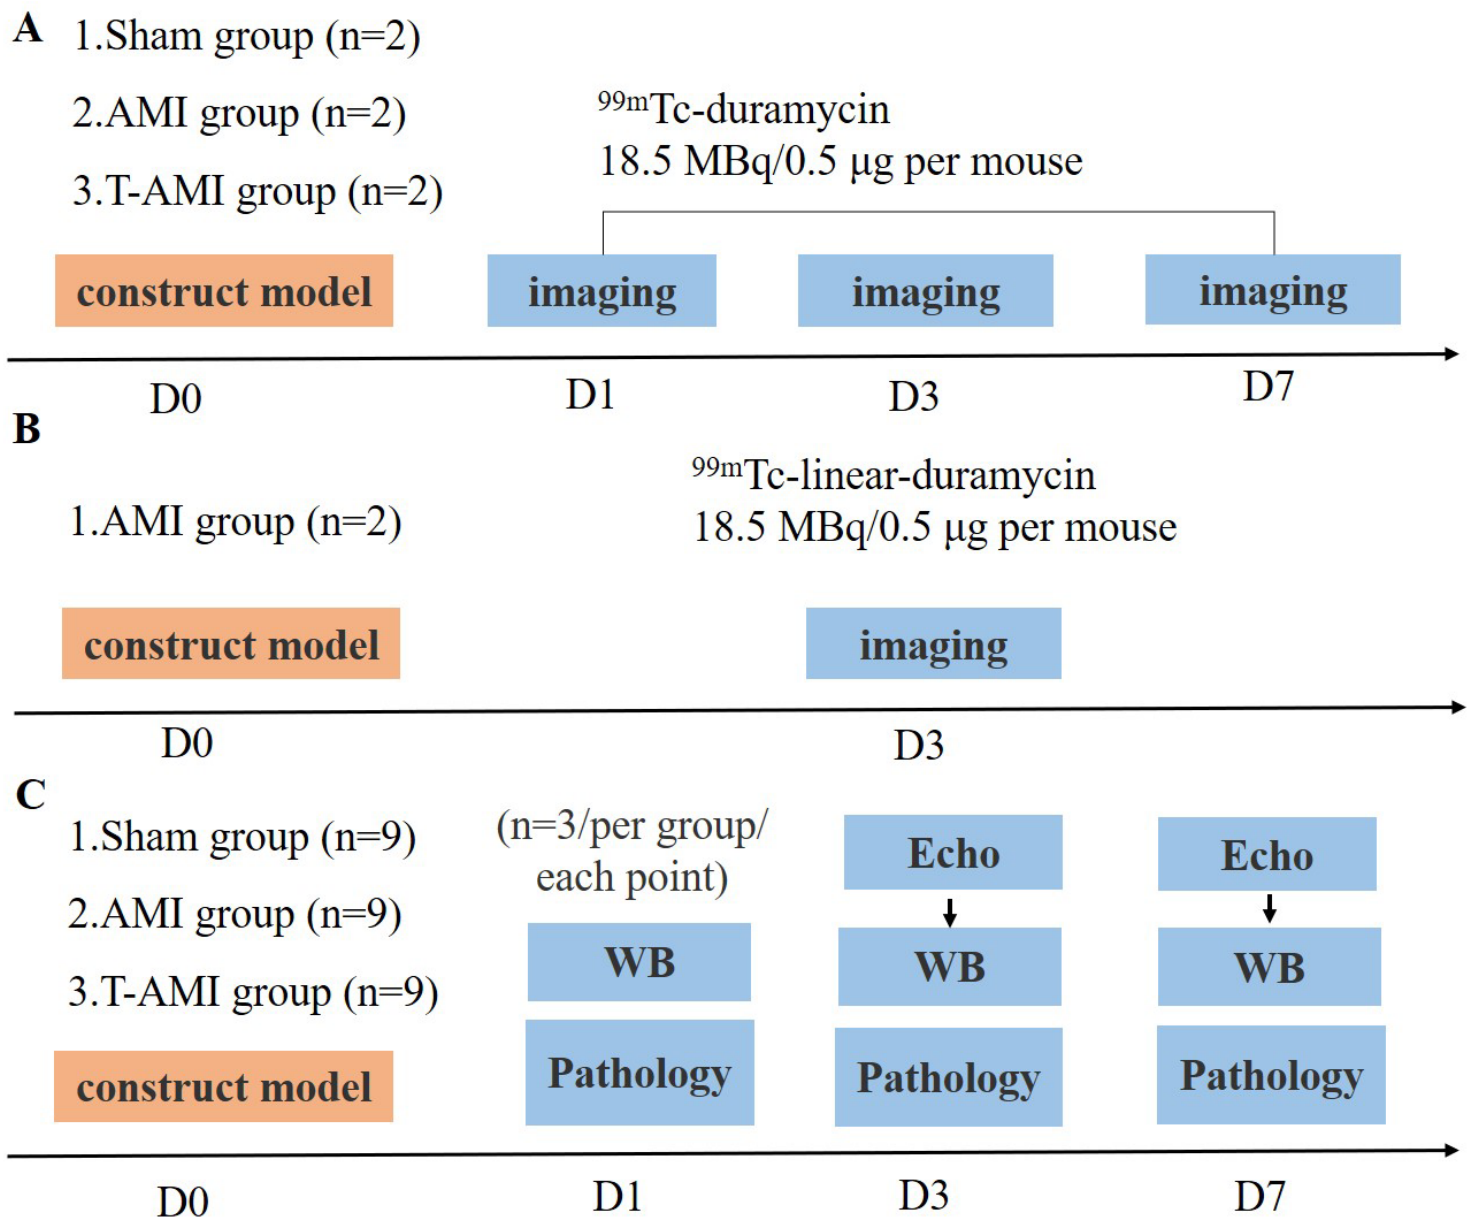 A
1.Sham group (n=2)
2.AMI group (n=2)
3.T-AMI group (n=2)
99mTc-duramycin
18.5 MBq/0.5 μg per mouse
construct model
imaging
imaging
imaging
D0
D1
D3
D7
B
1.AMI group (n=2)
99mTc-linear-duramycin
18.5 MBq/0.5 μg per mouse
construct model
imaging
D0
D3
C
1.Sham group (n=9)
2.AMI group (n=9)
3.T-AMI group (n=9)
construct model
(n=3/per group/
each point)
WB
Pathology
Echo
WB
Pathology
Echo
WB
Pathology
D0
D1
D3
D7